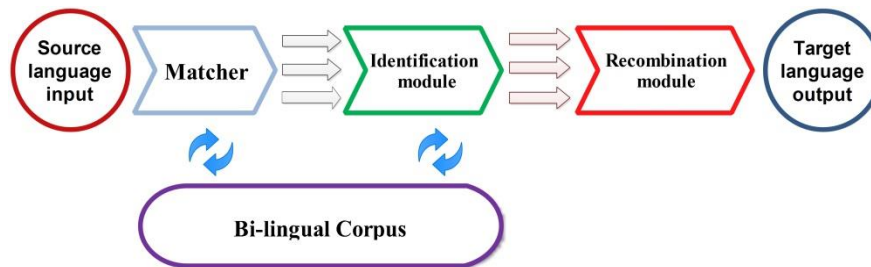 Source
language
input
Matcher
Identification
module
Recombination
module
Target
language
output
Bi-lingual Corpus